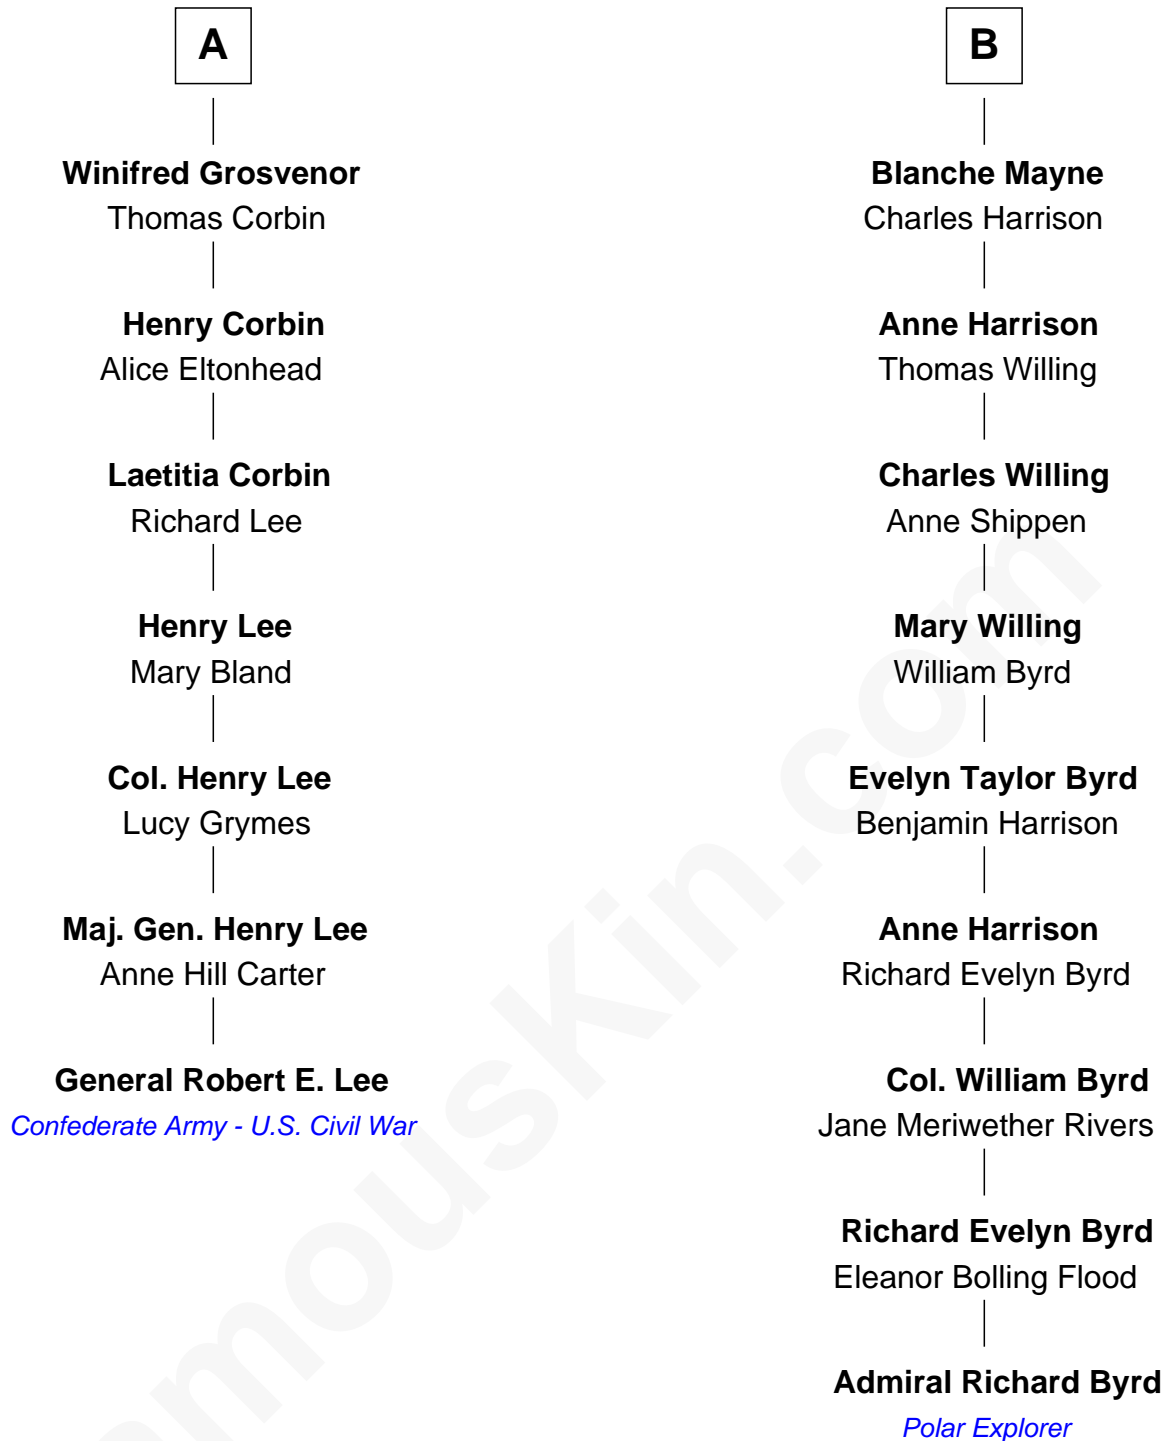 A
Winifred Grosvenor
Thomas Corbin
Henry Corbin
Alice Eltonhead
Laetitia Corbin
Richard Lee
Henry Lee
Mary Bland
Col. Henry Lee
Lucy Grymes
Maj. Gen. Henry Lee
Anne Hill Carter
General Robert E. Lee
Confederate Army - U.S. Civil War
B
Blanche Mayne
Charles Harrison
Anne Harrison
Thomas Willing
Charles Willing
Anne Shippen
Mary Willing
William Byrd
Evelyn Taylor Byrd
Benjamin Harrison
Anne Harrison
Richard Evelyn Byrd
Col. William Byrd
Jane Meriwether Rivers
Richard Evelyn Byrd
Eleanor Bolling Flood
Admiral Richard Byrd
Polar Explorer
amousKin.com